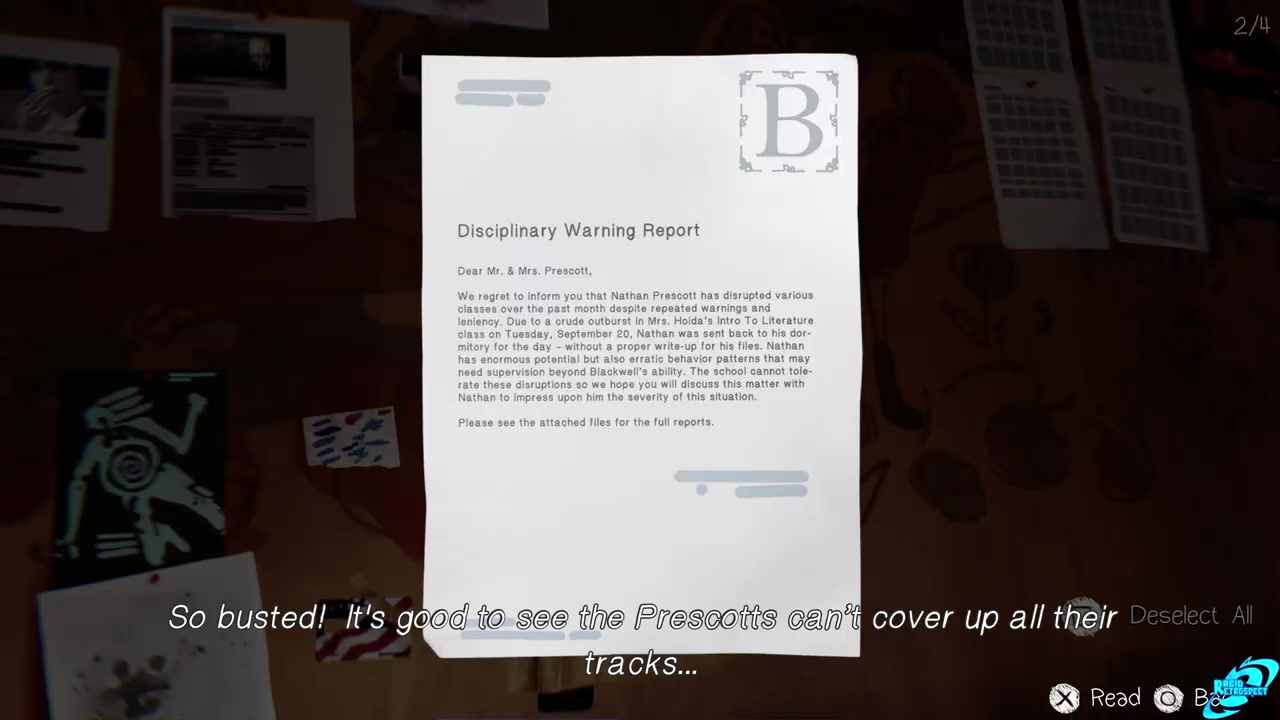 2/4
B
Disciplinary Warning Report
Dear Mr. & Mrs. Prescott,
We regret to inform you that Nathan Prescott has disrupted various
classes over the past month despite repeated warnings and
leniency. Due to a crude outburst in Mrs. Hoida's Intro To Literature
class on Tuesday, September 20, Nathan was sent back to his dor-
mitory for the day – without a proper write-up for his files. Nathan
has enormous potential but also erratic behavior patterns that may
need supervision beyond Blackwell's ability. The school cannot tole-
rate these disruptions so we hope you will discuss this matter with
Nathan to impress upon him the severity of this situation.
Please see the attached files for the full reports.
So busted! It's good to see the Prescotts can't cover up all their
tracks...
Deselect All
Read
RETROSPECT